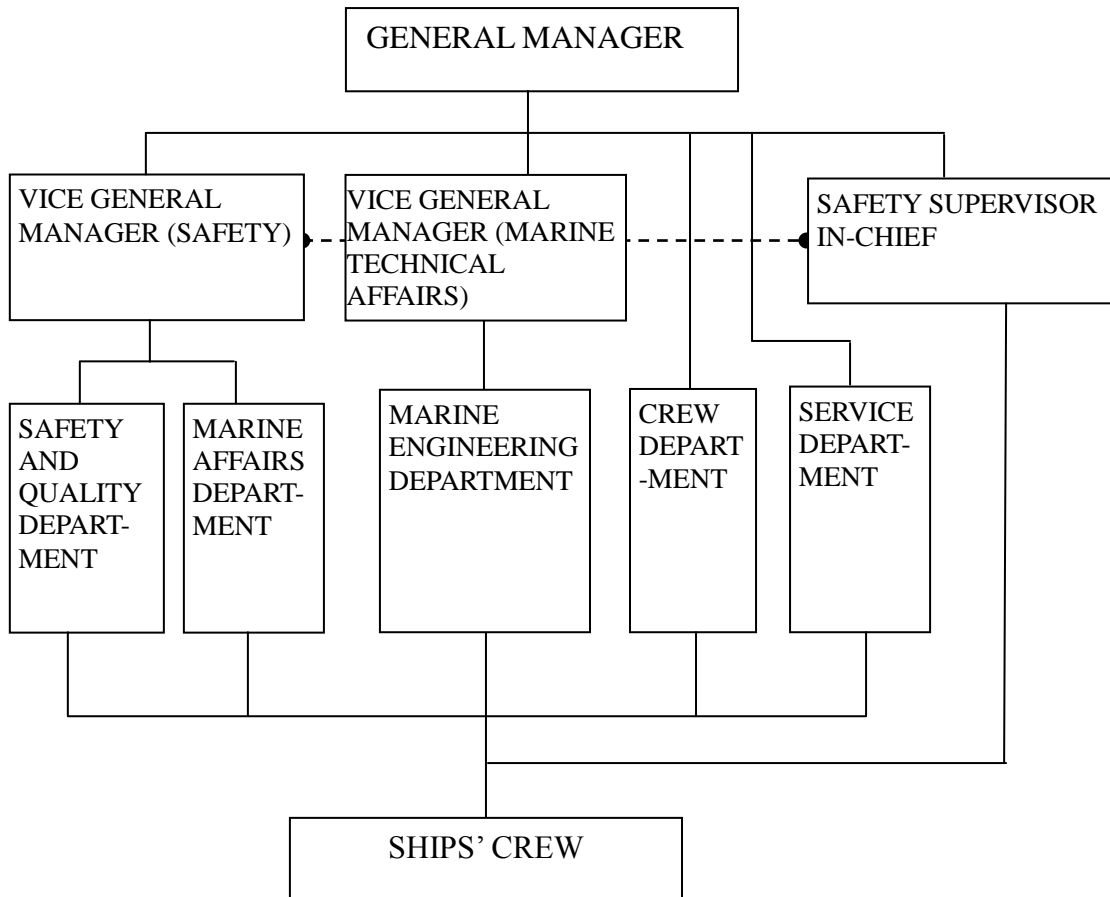 GENERAL MANAGER
VICE GENERAL
MANAGER (SAFETY)
VICE GENERAL
MANAGER (MARINE
TECHNICAL
AFFAIRS)
SAFETY SUPERVISOR
IN-CHIEF
SAFETY
AND
QUALITY
DEPART-
MENT
MARINE
AFFAIRS
DEPART-
MENT
MARINE
ENGINEERING
DEPARTMENT
CREW
DEPART
-MENT
SERVICE
DEPART-
MENT
SHIPS’ CREW